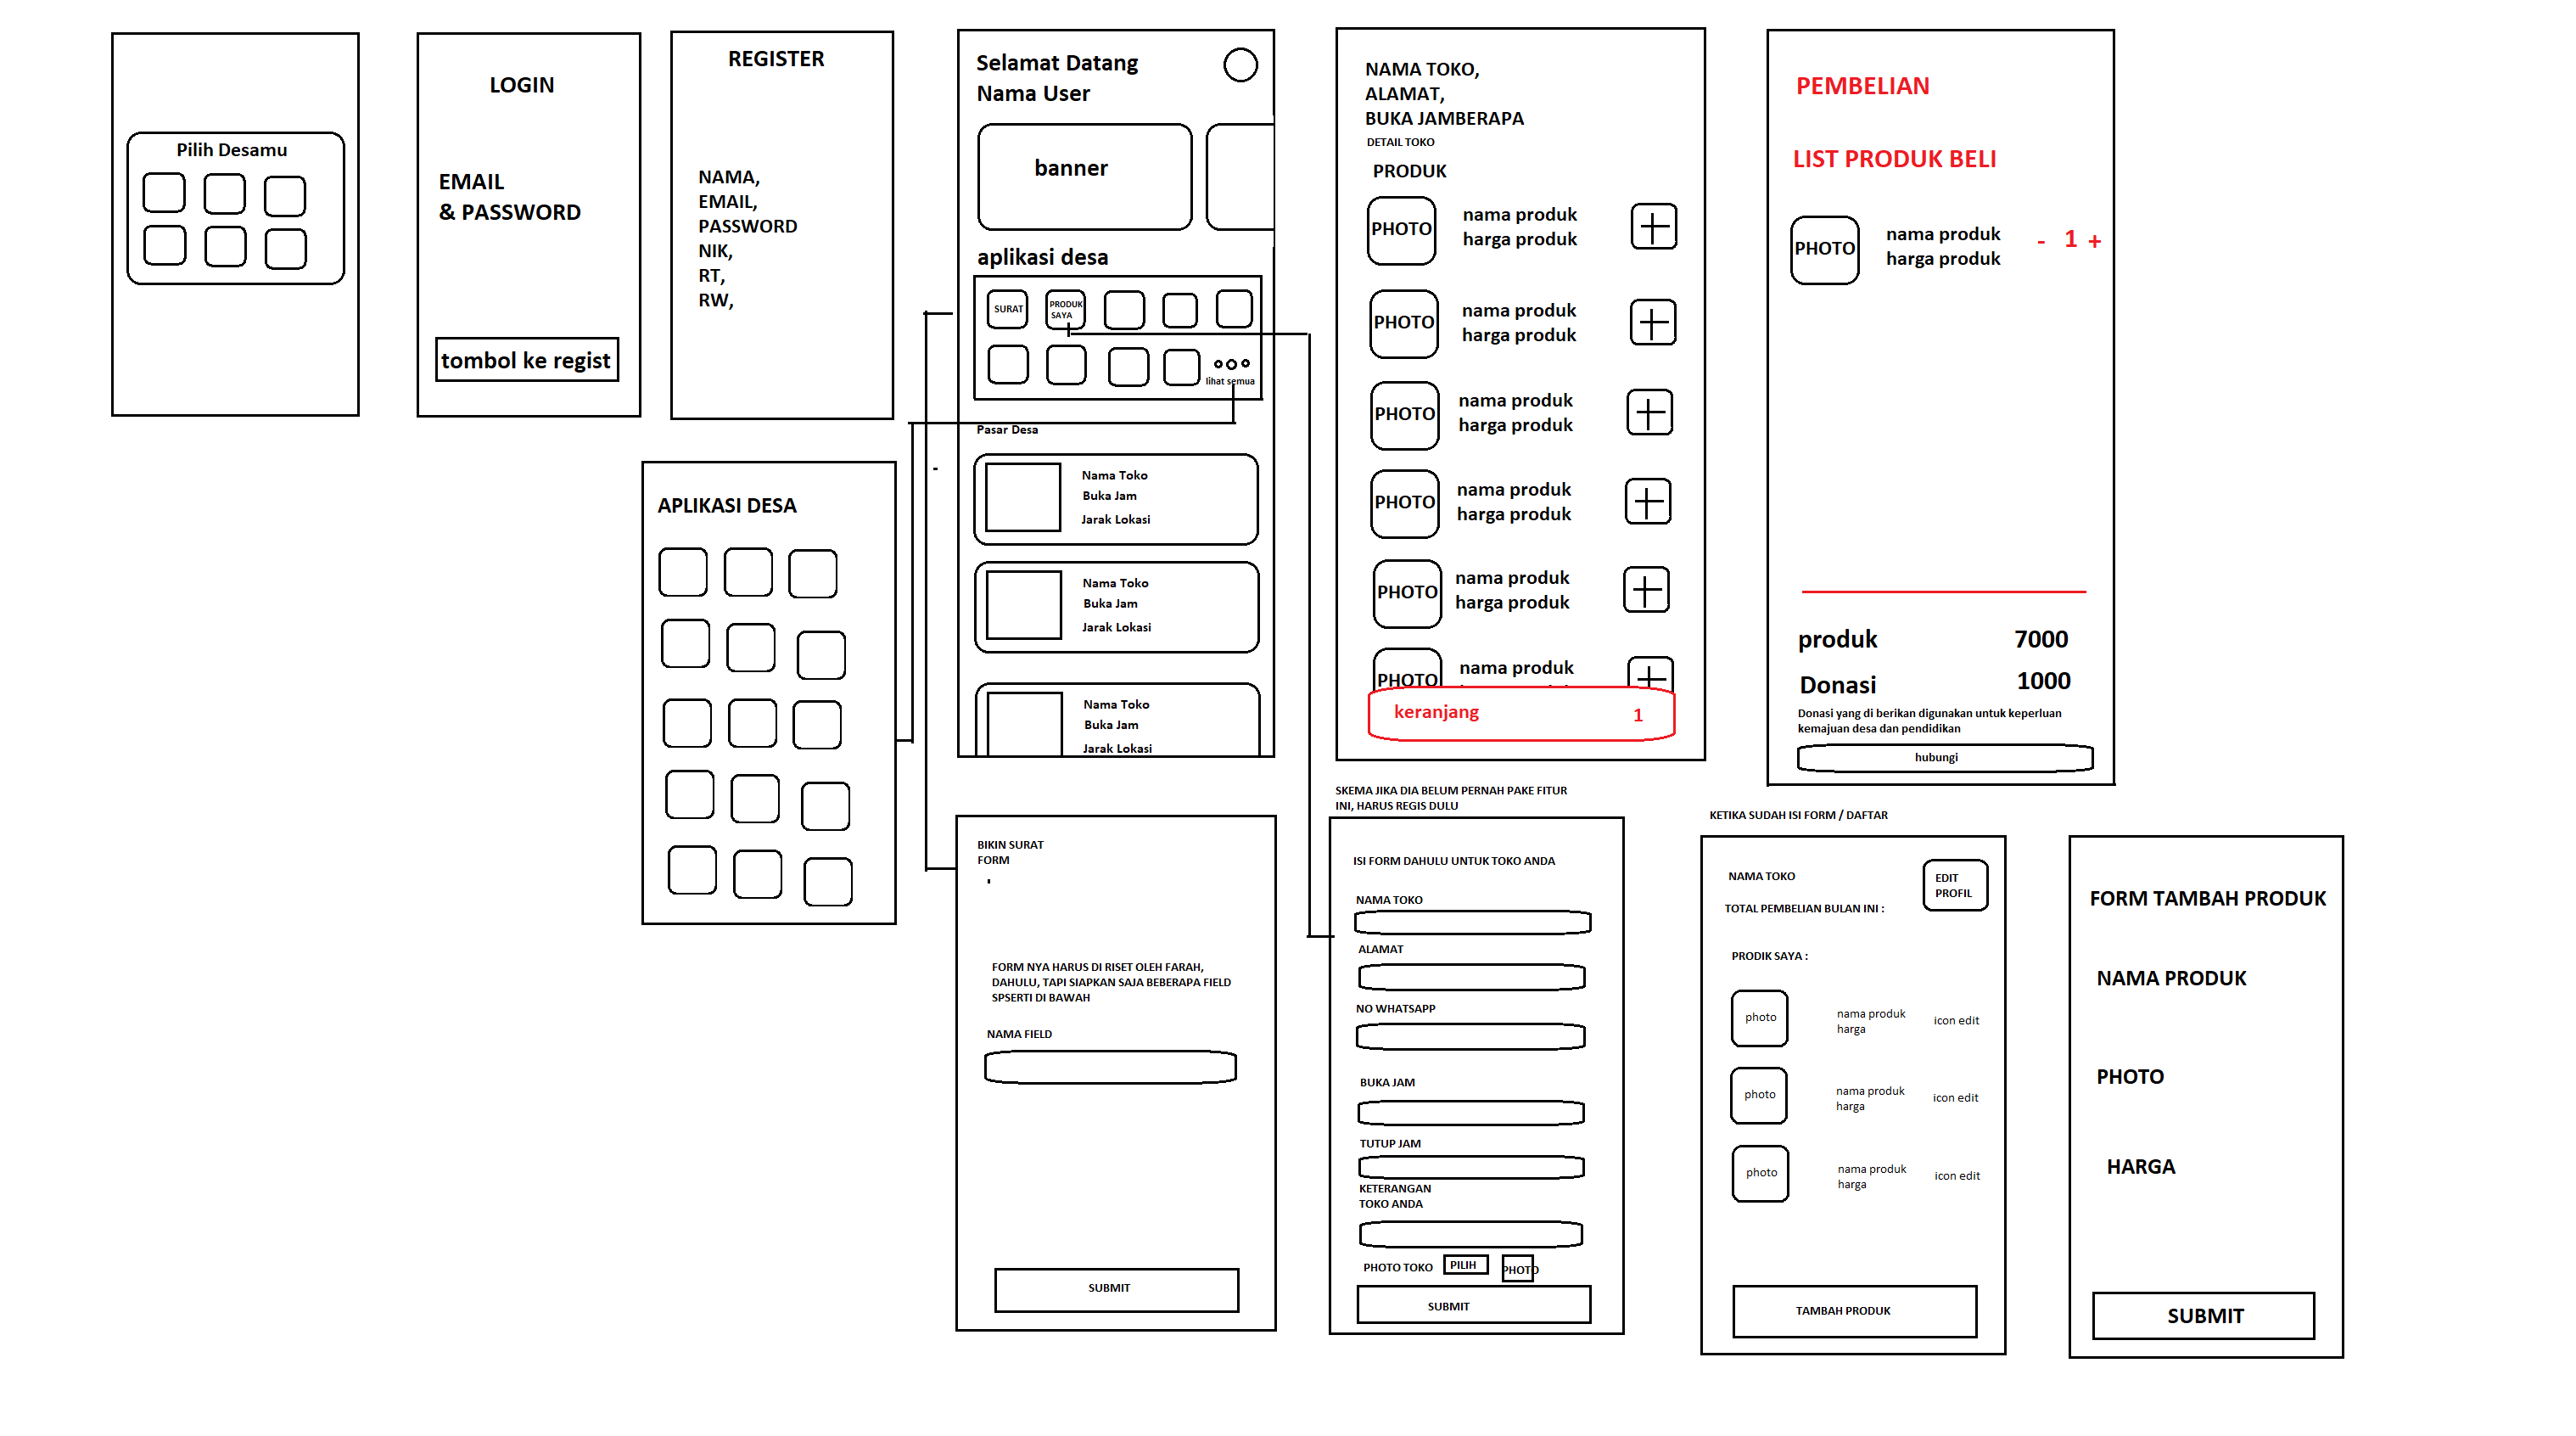 Pilih Desamu
LOGIN
EMAIL
& PASSWORD
tombol ke regist
REGISTER
NAMA,
EMAIL,
PASSWORD
NIK,
RT,
RW,
Selamat Datang
Nama User
banner
aplikasi desa
SURAT
PRODUK
SAYA
lihat semua
Pasar Desa
Nama Toko
Buka Jam
Jarak Lokasi
Nama Toko
Buka Jam
Jarak Lokasi
Nama Toko
Buka Jam
Jarak Lokasi
NAMA TOKO,
ALAMAT,
BUKA JAMBERAPA
DETAIL TOKO
PRODUK
PHOTO
nama produk
harga produk
PHOTO
nama produk
harga produk
PHOTO
nama produk
harga produk
PHOTO
nama produk
harga produk
PHOTO
nama produk
harga produk
PHOTO
nama produk
keranjang 1
PEMBELIAN
LIST PRODUK BELI
PHOTO
nama produk
harga produk
- 1 +
produk 7000
Donasi 1000
Donasi yang di berikan digunakan untuk keperluan
kemajuan desa dan pendidikan
hubungi
APLIKASI DESA
BIKIN SURAT
FORM
FORM NYA HARUS DI RISET OLEH FARAH,
DAHULU, TAPI SIAPKAN SAJA BEBERAPA FIELD
SPSERTI DI BAWAH
NAMA FIELD
SUBMIT
SKEMA JIKA DIA BELUM PERNAH PAKE FITUR
INI, HARUS REGIS DULU
ISI FORM DAHULU UNTUK TOKO ANDA
NAMA TOKO
ALAMAT
NO WHATSAPP
BUKA JAM
TUTUP JAM
KETERANGAN
TOKO ANDA
PHOTO TOKO PILIH PHOTO
SUBMIT
KETIKA SUDAH ISI FORM / DAFTAR
NAMA TOKO
EDIT
PROFIL
TOTAL PEMBELIAN BULAN INI :
PRODIK SAYA :
photo
nama produk
harga
icon edit
photo
nama produk
harga
icon edit
photo
nama produk
harga
icon edit
TAMBAH PRODUK
FORM TAMBAH PRODUK
NAMA PRODUK
PHOTO
HARGA
SUBMIT